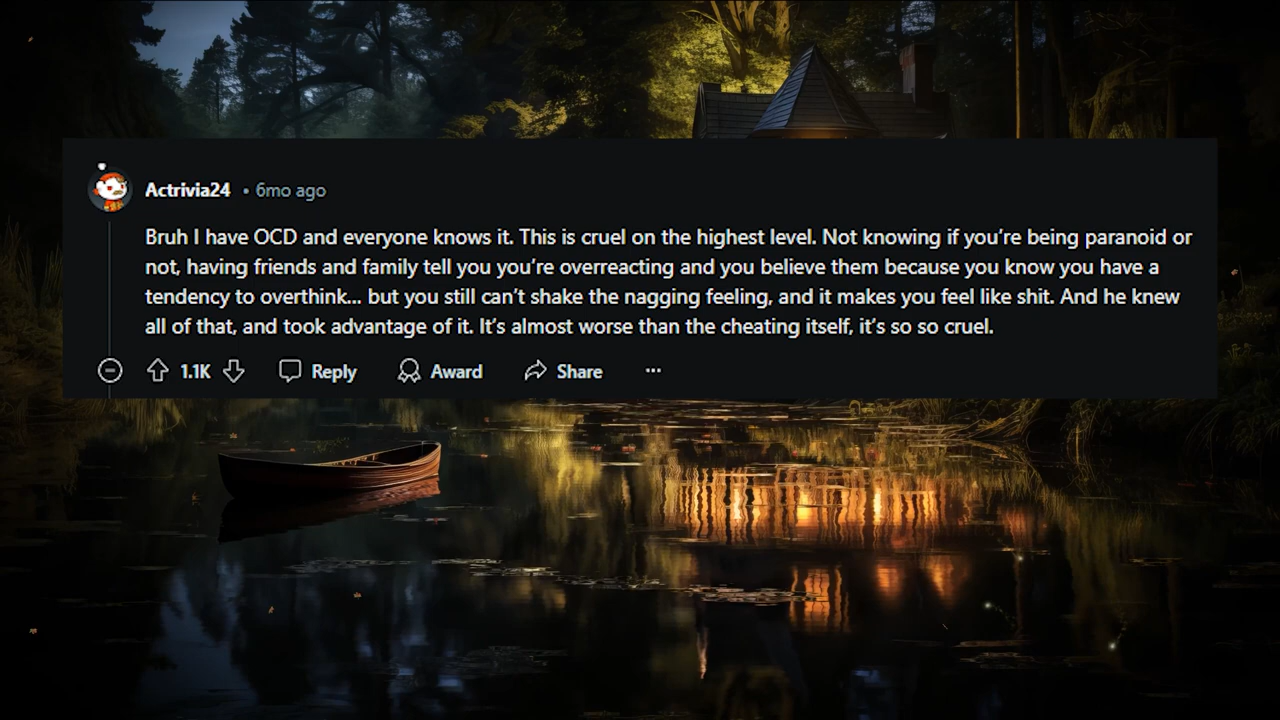 Actrivia24 • 6mo ago
Bruh I have OCD and everyone knows it. This is cruel on the highest level. Not knowing if you’re being paranoid or
not, having friends and family tell you you’re overreacting and you believe them because you know you have a
tendency to overthink... but you still can’t shake the nagging feeling, and it makes you feel like shit. And he knew
all of that, and took advantage of it. It’s almost worse than the cheating itself, it’s so so cruel.
1.1K Reply Award Share ...